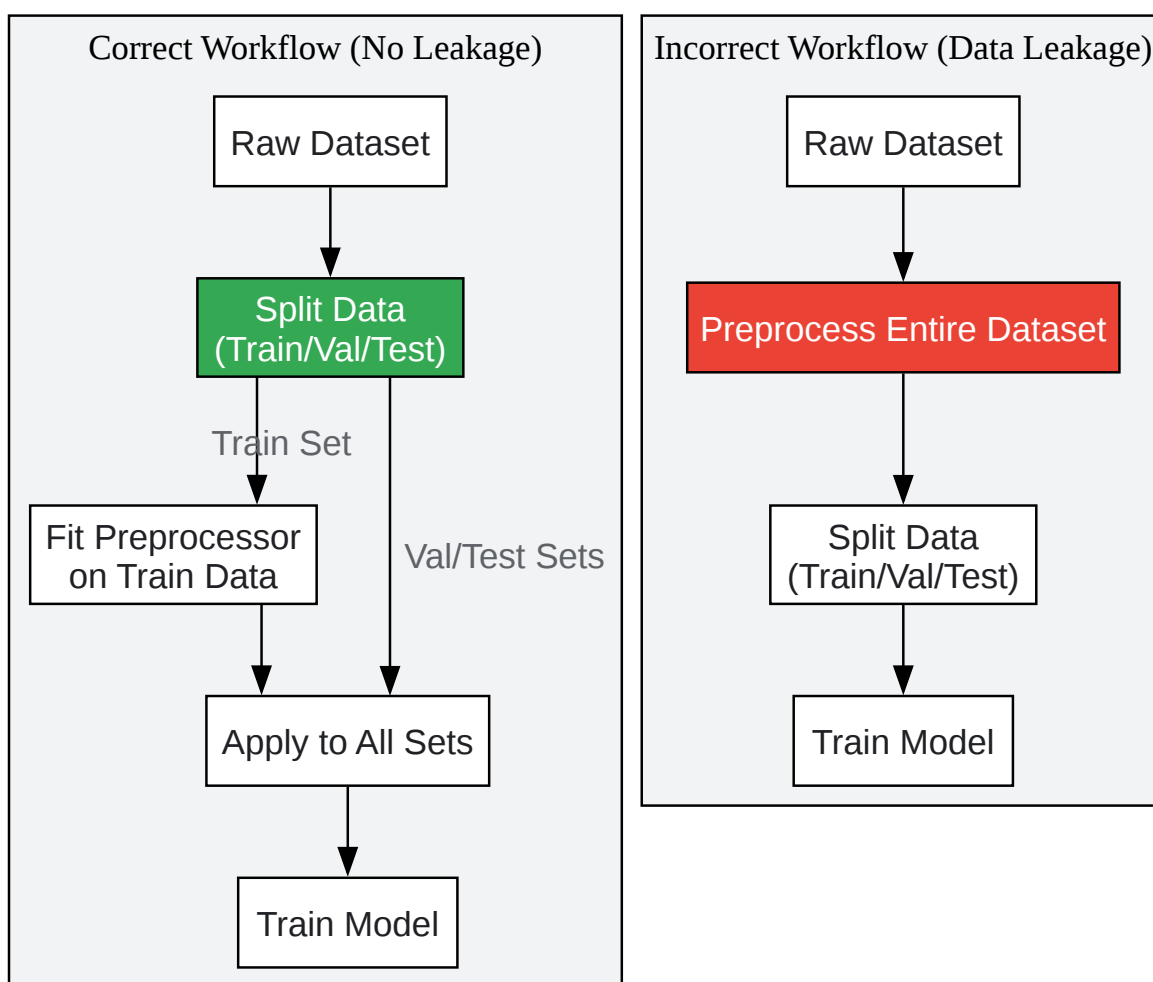 Correct Workflow (No Leakage)
Raw Dataset
Split Data
(Train/Val/Test)
Train Set
Fit Preprocessor
on Train Data
Val/Test Sets
Apply to All Sets
Train Model
Incorrect Workflow (Data Leakage)
Raw Dataset
Preprocess Entire Dataset
Split Data
(Train/Val/Test)
Train Model